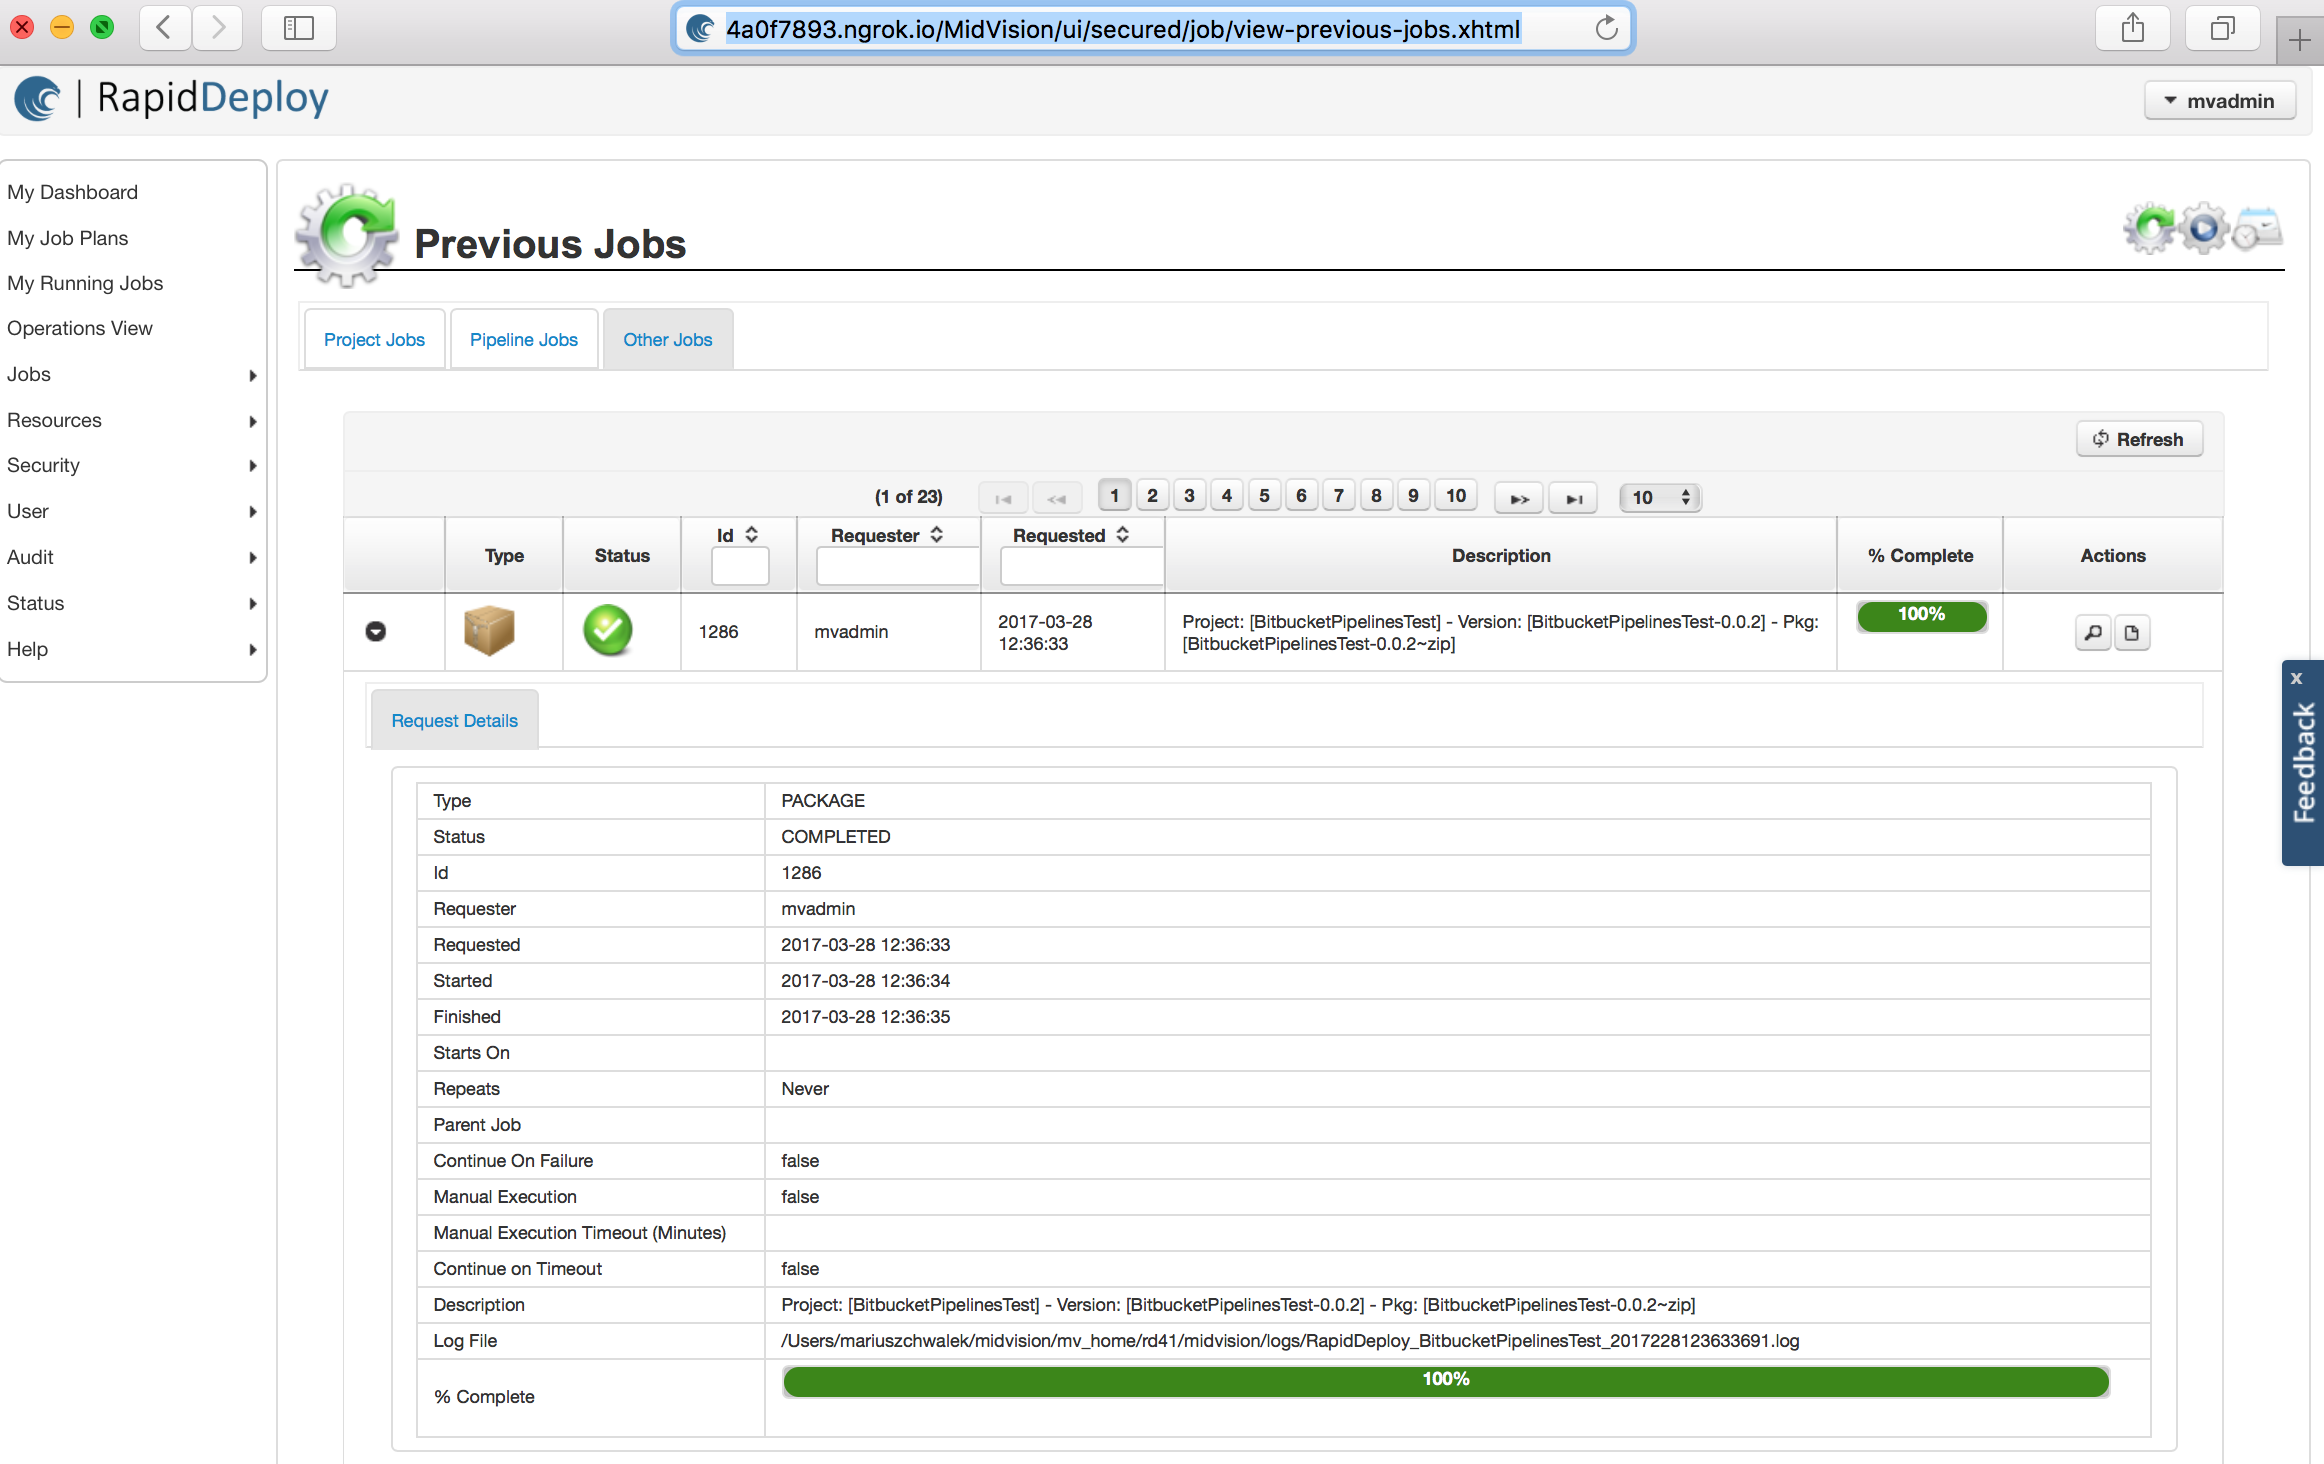 4a0f7893.ngrok.io/MidVision/ui/secured/job/view-previous-jobs.xhtml
| RapidDeploy
mvadmin
My Dashboard
My Job Plans
My Running Jobs
Operations View
Jobs
Resources
Security
User
Audit
Status
Help
Previous Jobs
Project Jobs
Pipeline Jobs
Other Jobs
Refresh
(1 of 23) 1 2 3 4 5 6 7 8 9 10 10
Type Status Id Requester Requested Description % Complete Actions
1286 mvadmin 2017-03-28 12:36:33 Project: [BitbucketPipelinesTest] - Version: [BitbucketPipelinesTest-0.0.2] - Pkg: [BitbucketPipelinesTest-0.0.2~zip] 100%
Request Details
Type PACKAGE
Status COMPLETED
Id 1286
Requester mvadmin
Requested 2017-03-28 12:36:33
Started 2017-03-28 12:36:34
Finished 2017-03-28 12:36:35
Starts On
Repeats Never
Parent Job
Continue On Failure false
Manual Execution false
Manual Execution Timeout (Minutes)
Continue on Timeout false
Description Project: [BitbucketPipelinesTest] - Version: [BitbucketPipelinesTest-0.0.2] - Pkg: [BitbucketPipelinesTest-0.0.2~zip]
Log File /Users/mariuszchwalek/midvision/mv_home/rd41/midvision/logs/RapidDeploy_BitbucketPipelinesTest_2017228123633691.log
% Complete 100%
x
Feedback